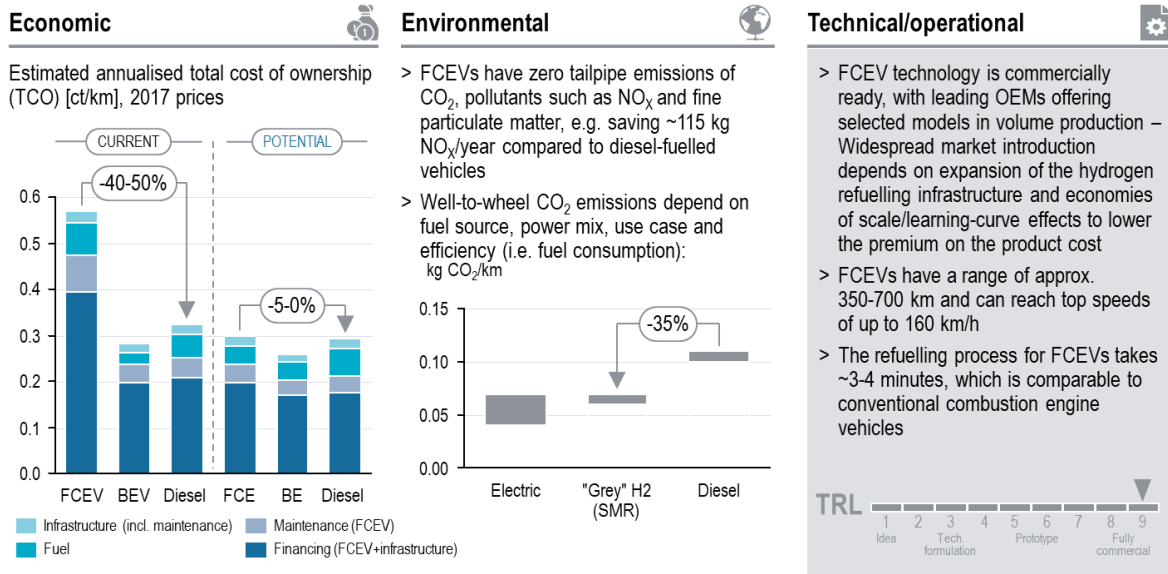 Economic
Estimated annualised total cost of ownership
(TCO) [ct/km], 2017 prices
CURRENT
POTENTIAL
-40-50%
-5-0%
0.6
0.5
0.4
0.3
0.2
0.1
0.0
FCEV BEV Diesel FCE BE Diesel
Infrastructure (incl. maintenance)
Maintenance (FCEV)
Fuel
Financing (FCEV+infrastructure)
Environmental
> FCEVs have zero tailpipe emissions of
CO2, pollutants such as NOX and fine
particulate matter, e.g. saving ~115 kg
NOX/year compared to diesel-fuelled
vehicles
> Well-to-wheel CO2 emissions depend on
fuel source, power mix, use case and
efficiency (i.e. fuel consumption):
kg CO2/km
0.15
0.10
0.05
0.00
-35%
Electric
"Grey" H2
(SMR)
Diesel
Technical/operational
> FCEV technology is commercially
ready, with leading OEMs offering
selected models in volume production –
Widespread market introduction
depends on expansion of the hydrogen
refuelling infrastructure and economies
of scale/learning-curve effects to lower
the premium on the product cost
> FCEVs have a range of approx.
350-700 km and can reach top speeds
of up to 160 km/h
> The refuelling process for FCEVs takes
~3-4 minutes, which is comparable to
conventional combustion engine
vehicles
TRL
1 2 3 4 5 6 7 8 9
Idea
Tech.
formulation
Prototype
Fully
commercial